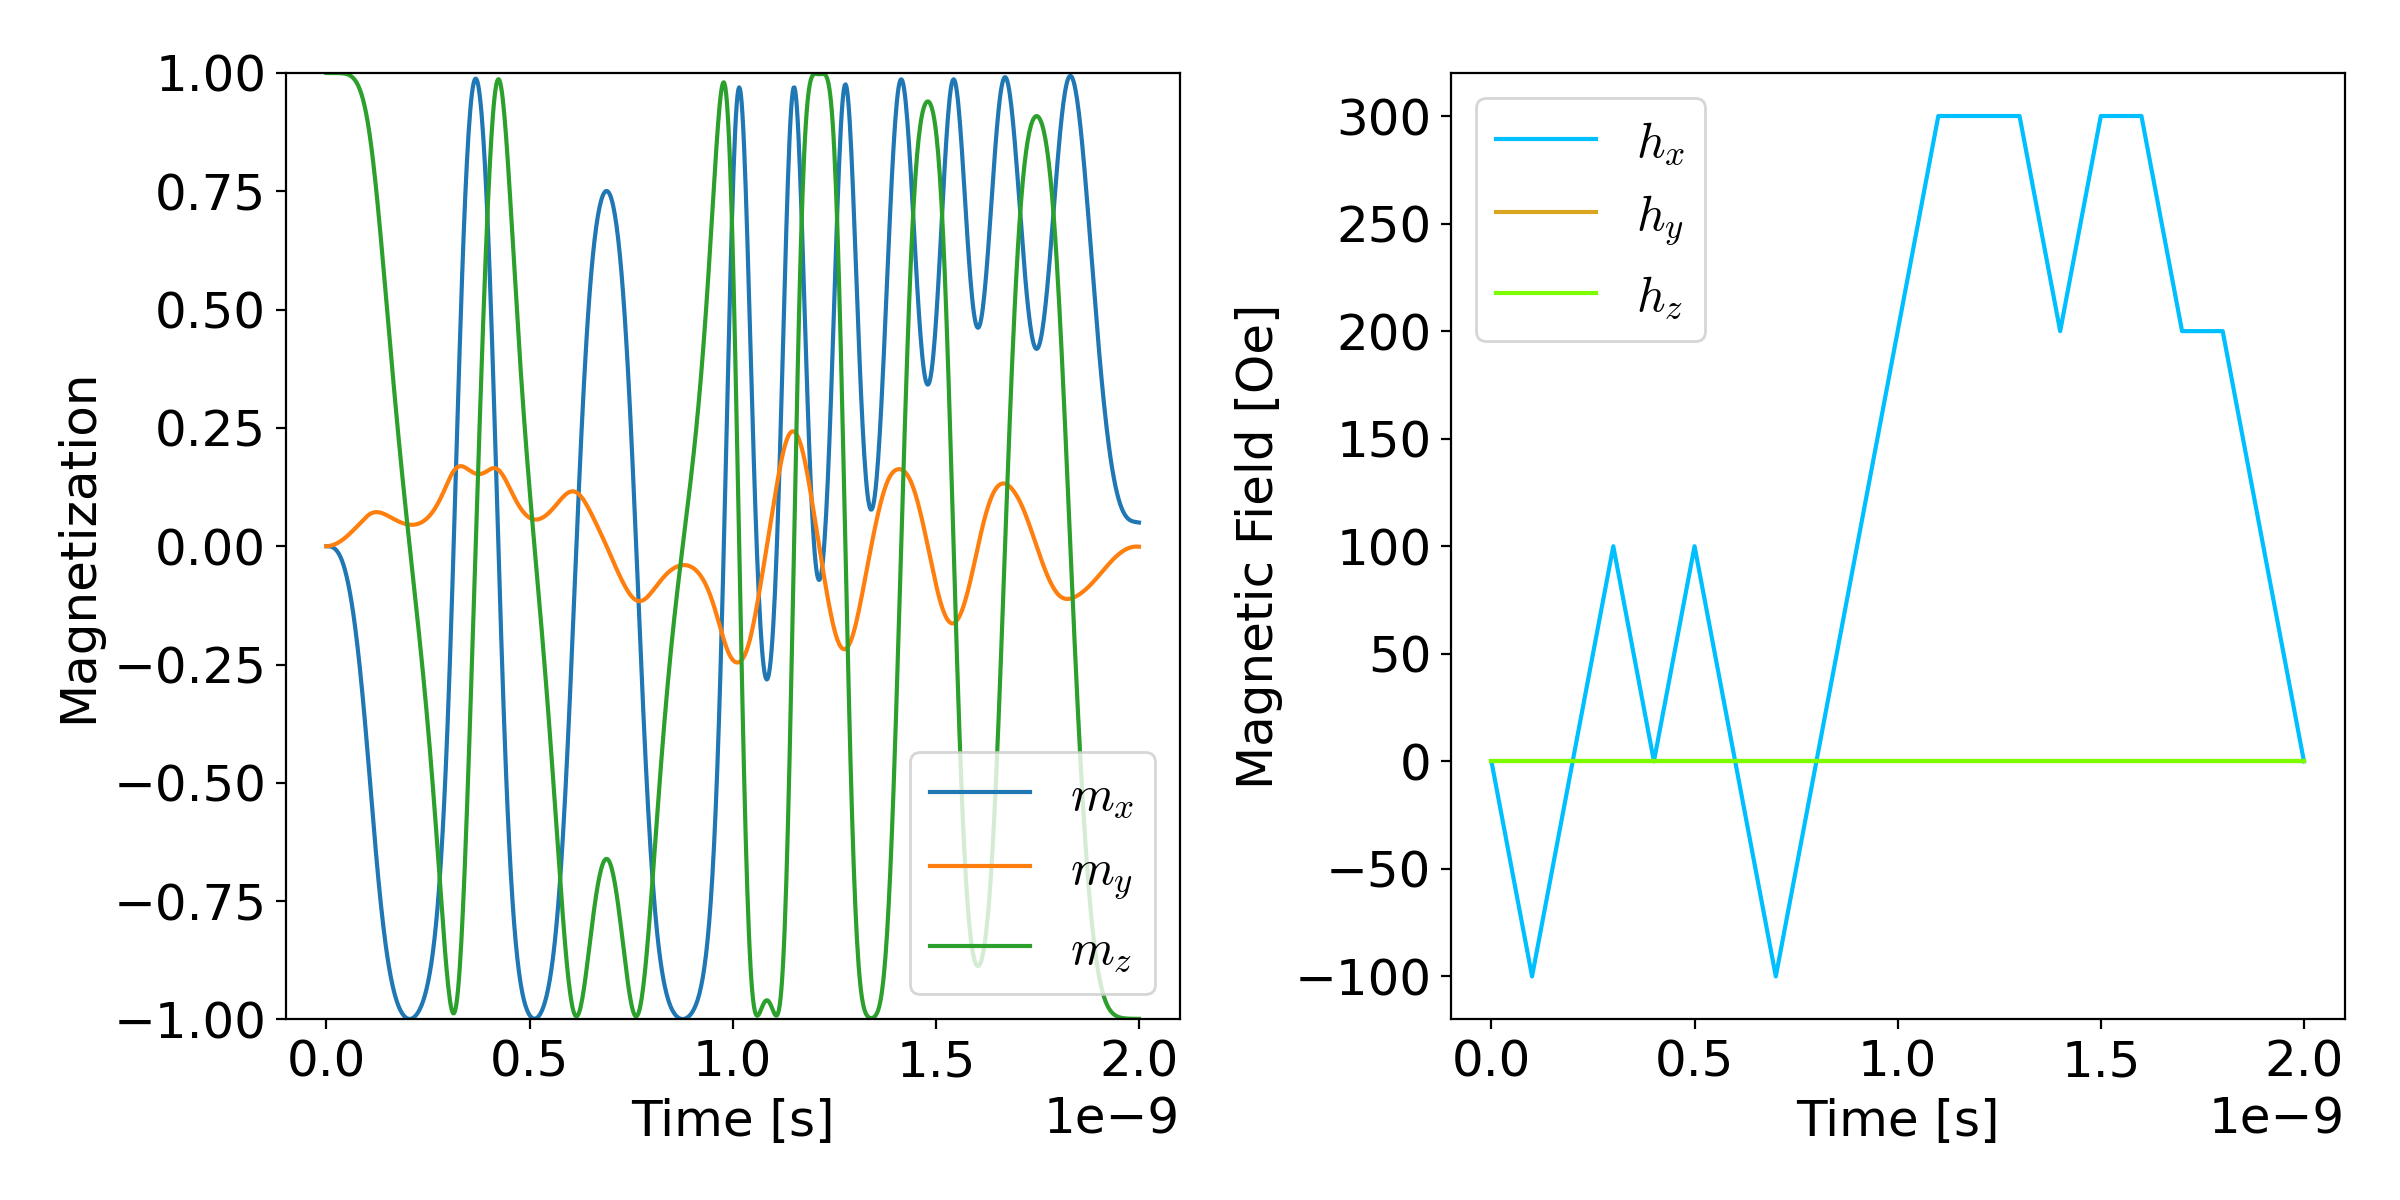 Magnetization
1.00
0.75
0.50
0.25
0.00
−0.25
−0.50
−0.75
−1.00
0.0 0.5 1.0 1.5 2.0
Time [s]
1e−9
m_x
m_y
m_z
Magnetic Field [Oe]
300
250
200
150
100
50
0
−50
−100
0.0 0.5 1.0 1.5 2.0
Time [s]
1e−9
h_x
h_y
h_z